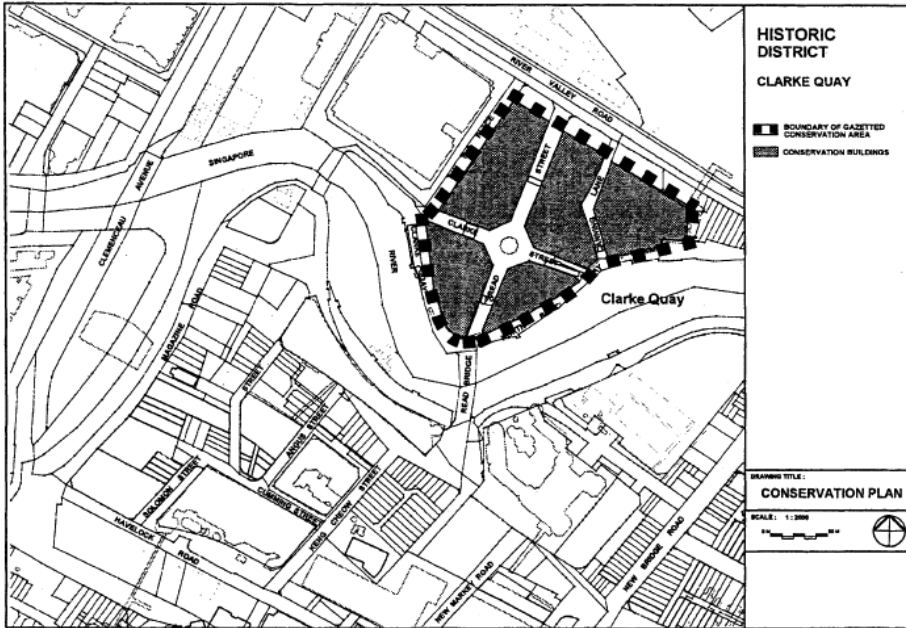 HISTORIC
DISTRICT
CLARKE QUAY
BOUNDARY OF GAZETTED
CONSERVATION AREA
CONSERVATION BUILDINGS
RIVER VALLEY ROAD
STREET
LANE
SINGAPORE
CLEMENCEAU AVENUE
CLARKE
STREET
RIVER
READ
Clarke Quay
MAGAZINE ROAD
READ BRIDGE
STREET
ANGUS STREET
SOLOMON STREET
CUMMING STREET
KENG CHEOW STREET
HAVELOCK ROAD
NEW MARKET ROAD
NEW BRIDGE ROAD
DRAWING TITLE :
CONSERVATION PLAN
SCALE :